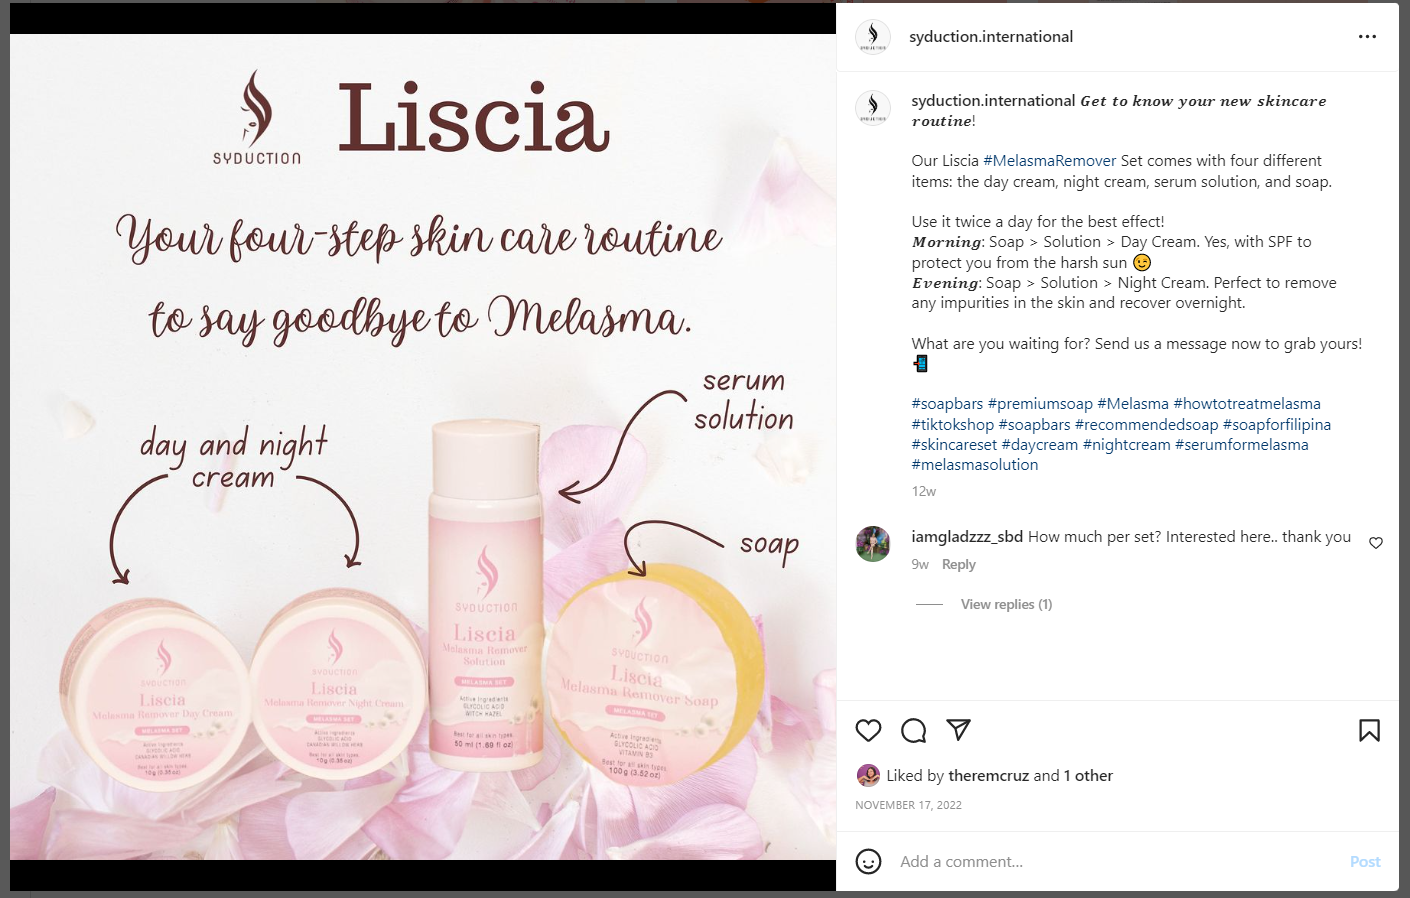 SYDUCTION
Liscia
Your four-step skin care routine
to say goodbye to Melasma.
serum
solution
day and night
cream
soap
SYDUCTION
Liscia
Melasma Remover Day Cream
MELASMA SET
Active Ingredients
GLYCOLIC ACID
CANADIAN WILLOW HERB
Best for all skin types
10g (0.35oz)
SYDUCTION
Liscia
Melasma Remover Night Cream
MELASMA SET
Active Ingredients
GLYCOLIC ACID
CANADIAN WILLOW HERB
Best for all skin types
10g (0.35oz)
SYDUCTION
Liscia
Melasma Remover
Solution
MELASMA SET
Active Ingredients
GLYCOLIC ACID
WITCH HAZEL
Best for all skin types
50 ml (1.69 fl oz)
SYDUCTION
Liscia
Melasma Remover Soap
MELASMA SET
Active Ingredients
GLYCOLIC ACID
VITAMIN B3
Best for all skin types
100g (3.52oz)
syduction.international
syduction.international 𝑮𝒆𝒕 𝒕𝒐 𝒌𝒏𝒐𝒘 𝒚𝒐𝒖𝒓 𝒏𝒆𝒘 𝒔𝒌𝒊𝒏𝒄𝒂𝒓𝒆
𝒓𝒐𝒖𝒕𝒊𝒏𝒆!
Our Liscia #MelasmaRemover Set comes with four different
items: the day cream, night cream, serum solution, and soap.
Use it twice a day for the best effect!
𝑴𝒐𝒓𝒏𝒊𝒏𝒈: Soap > Solution > Day Cream. Yes, with SPF to
protect you from the harsh sun 😉
𝑬𝒗𝒆𝒏𝒊𝒏𝒈: Soap > Solution > Night Cream. Perfect to remove
any impurities in the skin and recover overnight.
What are you waiting for? Send us a message now to grab yours!
📲
#soapbars #premiumsoap #Melasma #howtotreatmelasma
#tiktokshop #soapbars #recommendedsoap #soapforfilipina
#skincareset #daycream #nightcream #serumformelasma
#melasmasolution
12w
iamgladzzz_sbd How much per set? Interested here.. thank you
9w Reply
View replies (1)
Liked by theremcruz and 1 other
NOVEMBER 17, 2022
Add a comment...
Post